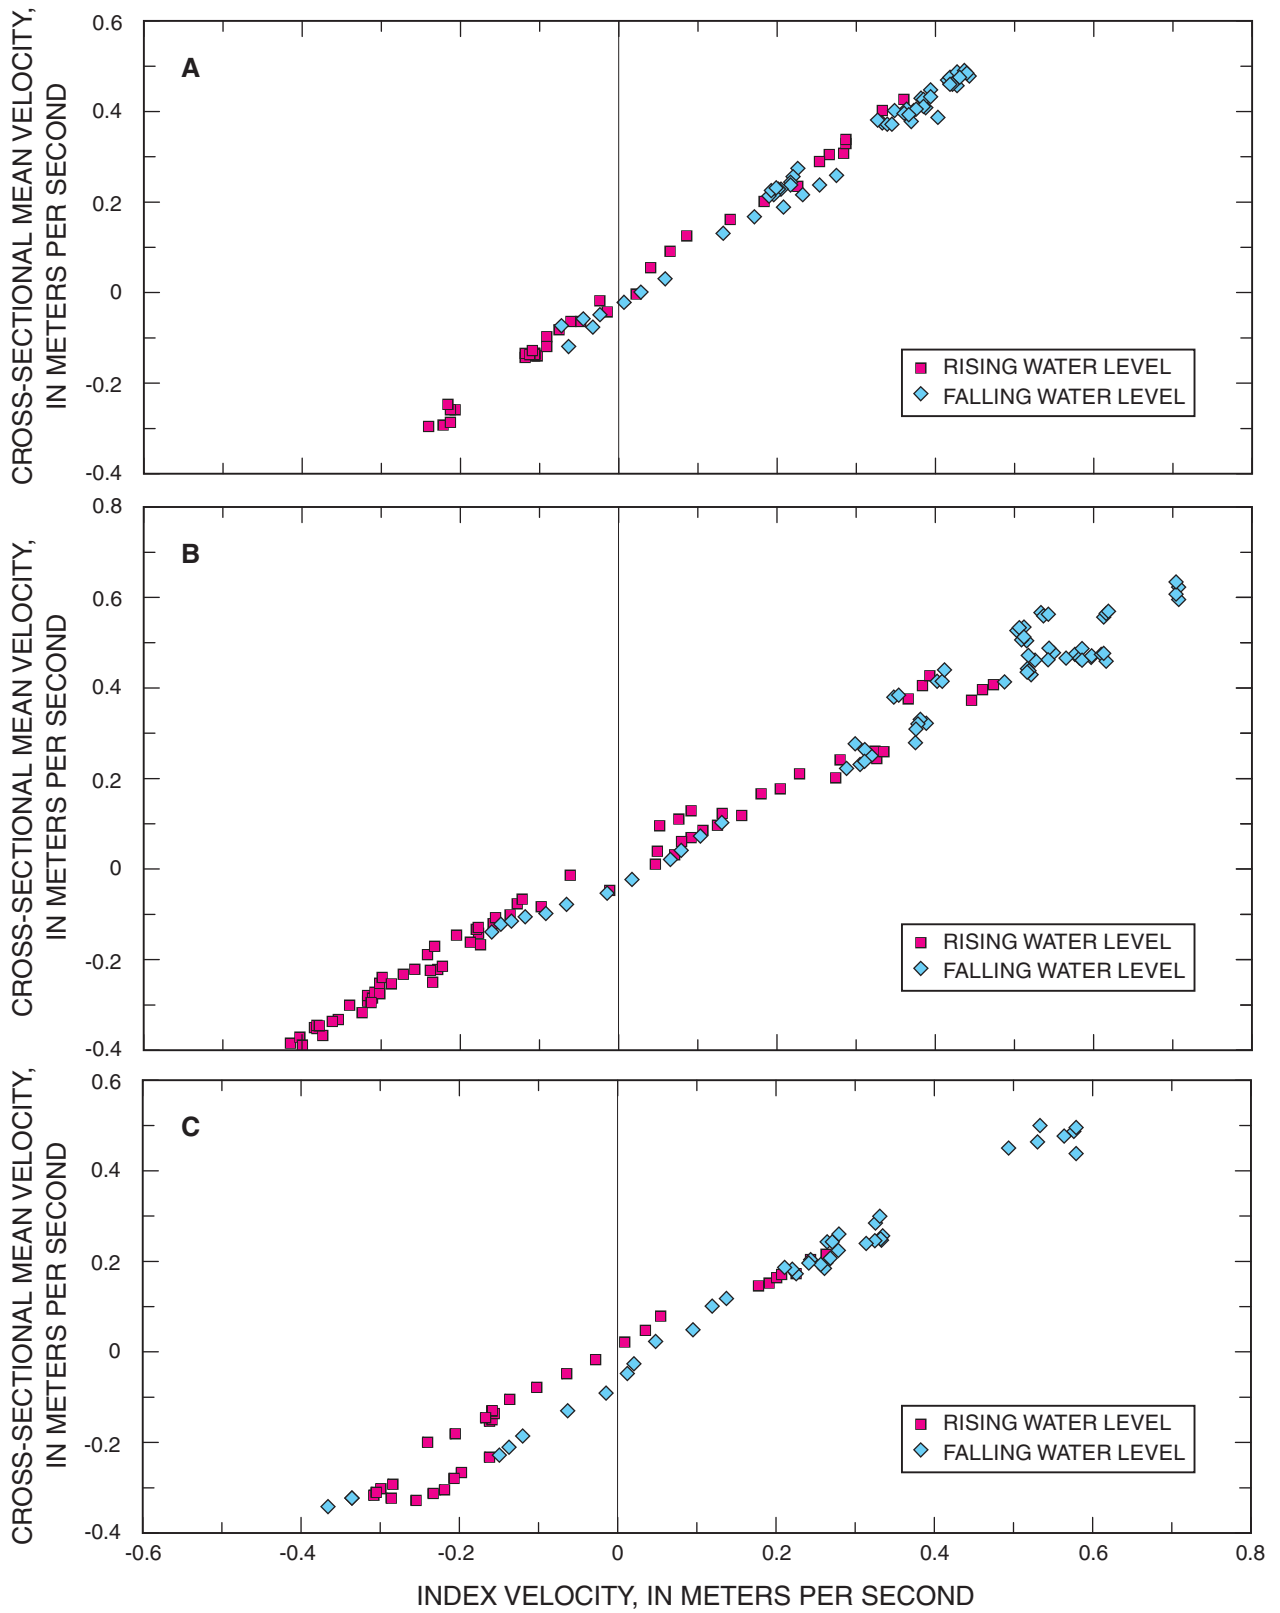 CROSS-SECTIONAL MEAN VELOCITY,
IN METERS PER SECOND
0.6
0.4
0.2
0
-0.2
-0.4
A
RISING WATER LEVEL
FALLING WATER LEVEL
CROSS-SECTIONAL MEAN VELOCITY,
IN METERS PER SECOND
0.8
0.6
0.4
0.2
0
-0.2
-0.4
B
RISING WATER LEVEL
FALLING WATER LEVEL
CROSS-SECTIONAL MEAN VELOCITY,
IN METERS PER SECOND
0.6
0.4
0.2
0
-0.2
-0.4
C
RISING WATER LEVEL
FALLING WATER LEVEL
-0.6 -0.4 -0.2 0 0.2 0.4 0.6 0.8
INDEX VELOCITY, IN METERS PER SECOND